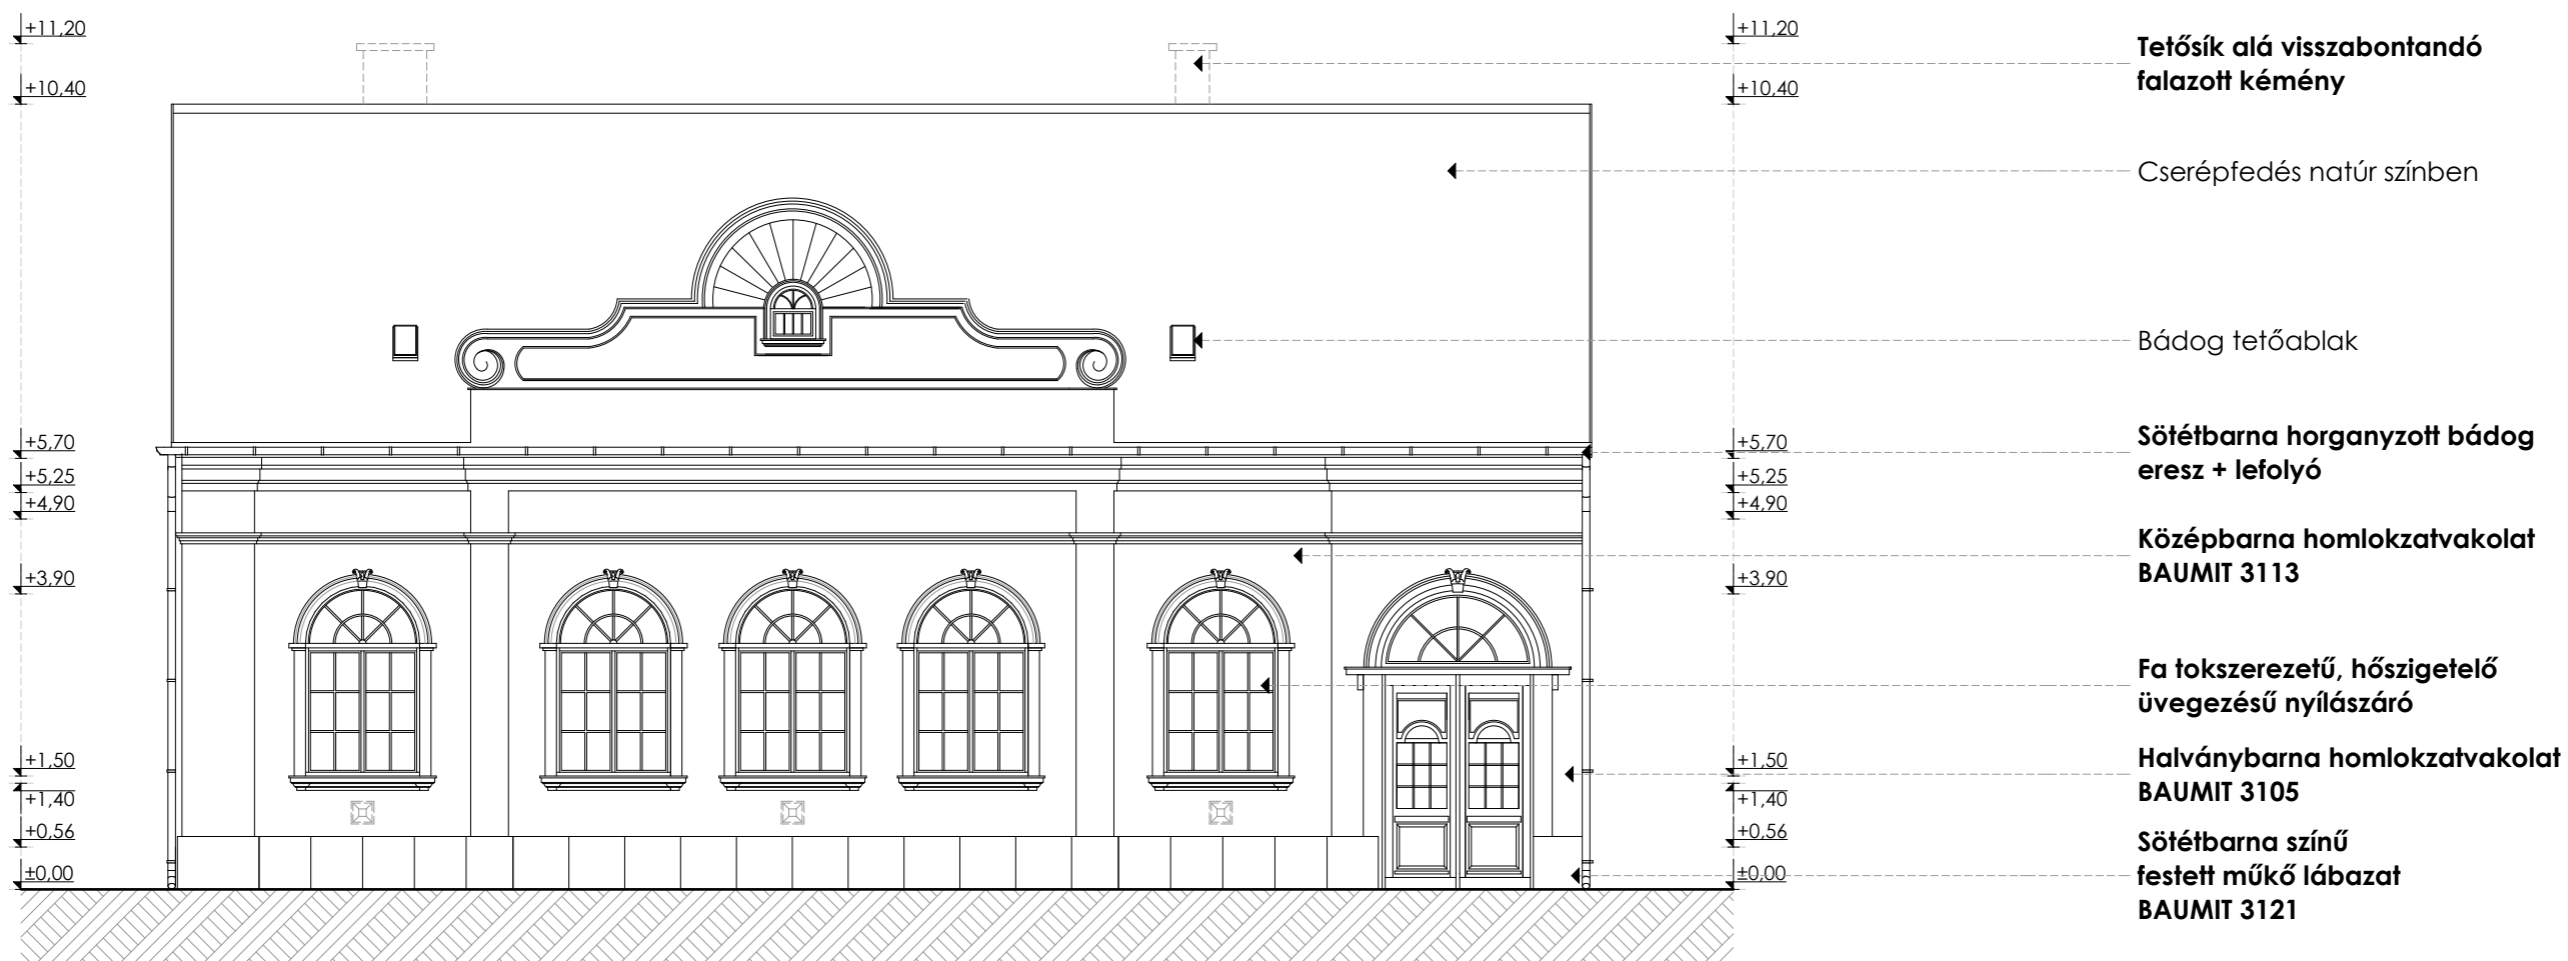 +11,20
+10,40
+5,70
+5,25
+4,90
+3,90
+1,50
+1,40
+0,56
±0,00
+11,20
+10,40
+5,70
+5,25
+4,90
+3,90
+1,50
+1,40
+0,56
±0,00
Tetősík alá visszabontandó
falazott kémény
Cserépfedés natúr színben
Bádog tetőablak
Sötétbarna horganyzott bádog
eresz + lefolyó
Középbarna homlokzatvakolat
BAUMIT 3113
Fa tokszerezetű, hőszigetelő
üvegezésű nyílászáró
Halványbarna homlokzatvakolat
BAUMIT 3105
Sötétbarna színű
festett műkő lábazat
BAUMIT 3121